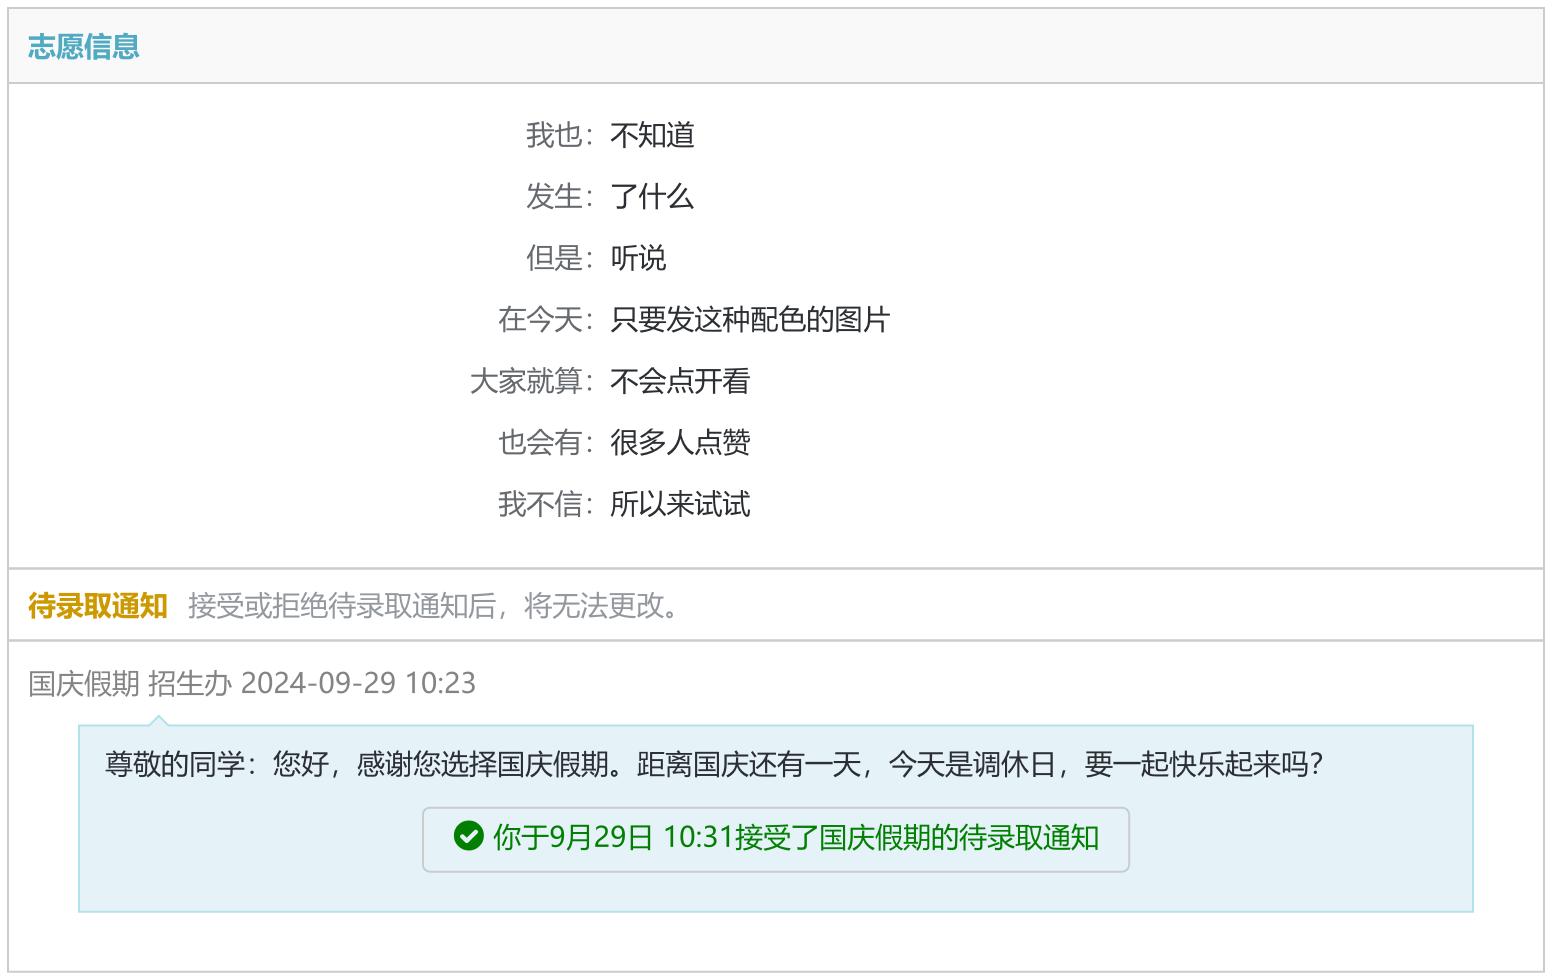 志愿信息
我也：不知道
发生：了什么
但是：听说
在今天：只要发这种配色的图片
大家就算：不会点开看
也会有：很多人点赞
我不信：所以来试试
待录取通知 接受或拒绝待录取通知后，将无法更改。
国庆假期 招生办 2024-09-29 10:23
尊敬的同学：您好，感谢您选择国庆假期。距离国庆还有一天，今天是调休日，要一起快乐起来吗？
你于9月29日 10:31接受了国庆假期的待录取通知